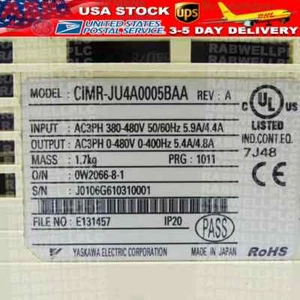 USA STOCK
UNITED STATES POSTAL SERVICE
DHL
3-5 DAY DELIVERY
RABWELLPLC
MODEL : CIMR-JU4A0005BAA REV : A
INPUT : AC3PH 380-480V 50/60Hz 5.9A/4.4A
OUTPUT : AC3PH 0-480V 0-400Hz 5.4A/4.8A
MASS : 1.7kg PRG : 1011
O/N : 0W2066-8-1
S/N : J0106G610310001
FILE NO : E131457 IP20
YASKAWA ELECTRIC CORPORATION MADE IN JAPAN
C UL US
LISTED
IND.CONT.EQ.
7J48
PASS
RoHS